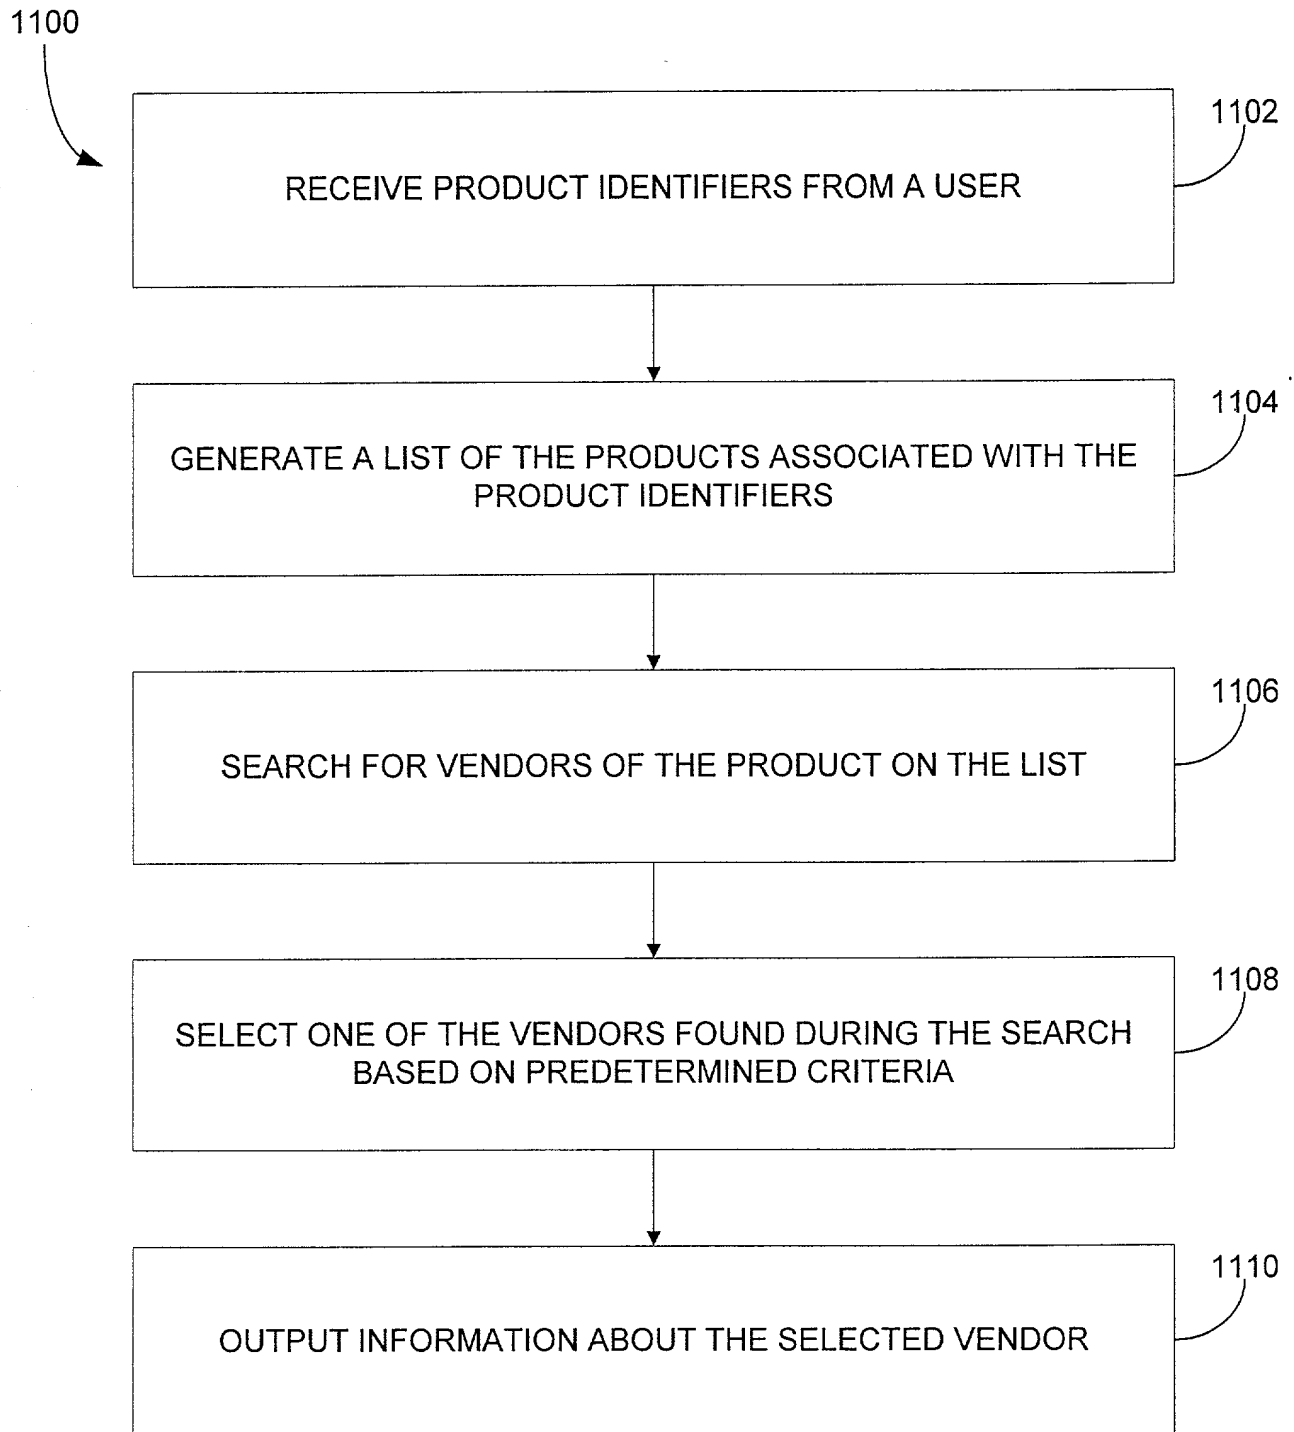 1100
1102
RECEIVE PRODUCT IDENTIFIERS FROM A USER
1104
GENERATE A LIST OF THE PRODUCTS ASSOCIATED WITH THE
PRODUCT IDENTIFIERS
1106
SEARCH FOR VENDORS OF THE PRODUCT ON THE LIST
1108
SELECT ONE OF THE VENDORS FOUND DURING THE SEARCH
BASED ON PREDETERMINED CRITERIA
1110
OUTPUT INFORMATION ABOUT THE SELECTED VENDOR